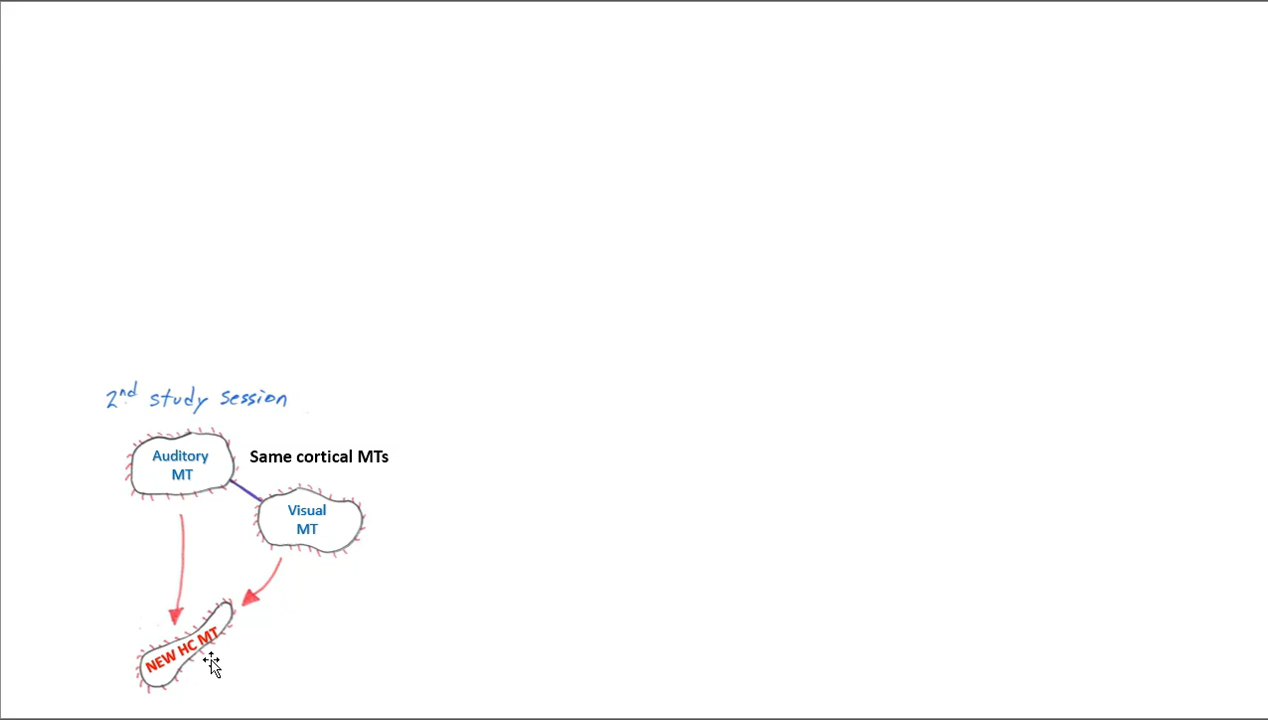 2nd study session
Auditory
MT
Same cortical MTs
Visual
MT
NEW HC MT